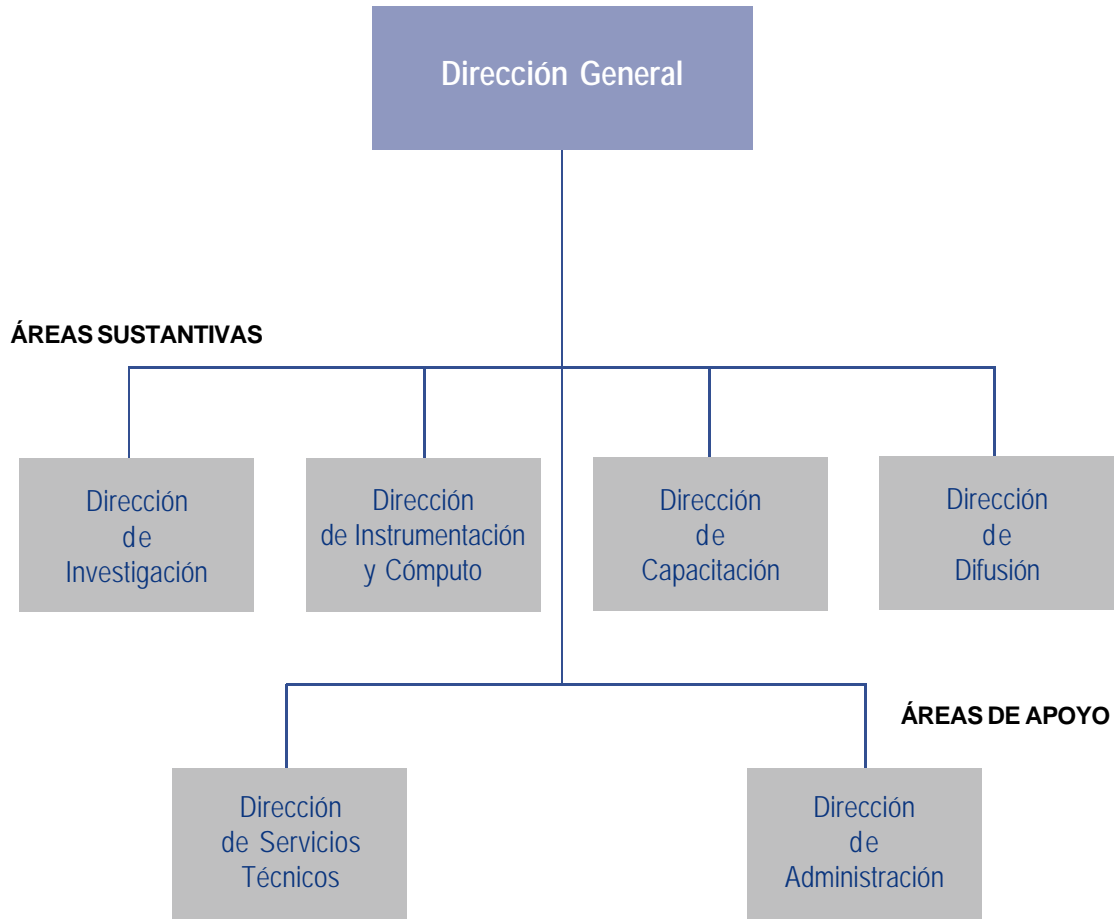 Dirección General
ÁREAS SUSTANTIVAS
Dirección
de
Investigación
Dirección
de Instrumentación
y Cómputo
Dirección
de
Capacitación
Dirección
de
Difusión
ÁREAS DE APOYO
Dirección
de Servicios
Técnicos
Dirección
de
Administración